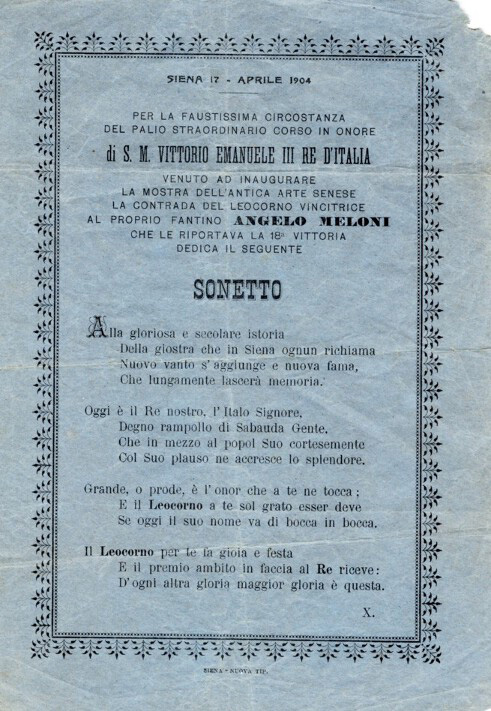 SIENA 17 - APRILE 1904
PER LA FAUSTISSIMA CIRCOSTANZA
DEL PALIO STRAORDINARIO CORSO IN ONORE
di S. M. VITTORIO EMANUELE III RE D'ITALIA
VENUTO AD INAUGURARE
LA MOSTRA DELL'ANTICA ARTE SENESE
LA CONTRADA DEL LEOCORNO VINCITRICE
AL PROPRIO FANTINO ANGELO MELONI
CHE LE RIPORTAVA LA 18ª VITTORIA
DEDICA IL SEGUENTE
SONETTO
Alla gloriosa e secolare istoria
Della giostra che in Siena ognun richiama
Nuovo vanto s'aggiunge e nuova fama,
Che lungamente lascerà memoria.
Oggi è il Re nostro, l'Italo Signore,
Degno rampollo di Sabauda Gente,
Che in mezzo al popol Suo cortesemente
Col Suo plauso ne accresce lo splendore.
Grande, o prode, è l'onor che a te ne tocca;
E il Leocorno a te sol grato esser deve
Se oggi il suo nome va di bocca in bocca.
Il Leocorno per te fa gioia e festa
E il premio ambito in faccia al Re riceve:
D'ogni altra gloria maggior gloria è questa.
X.
SIENA - NUOVA TIP.